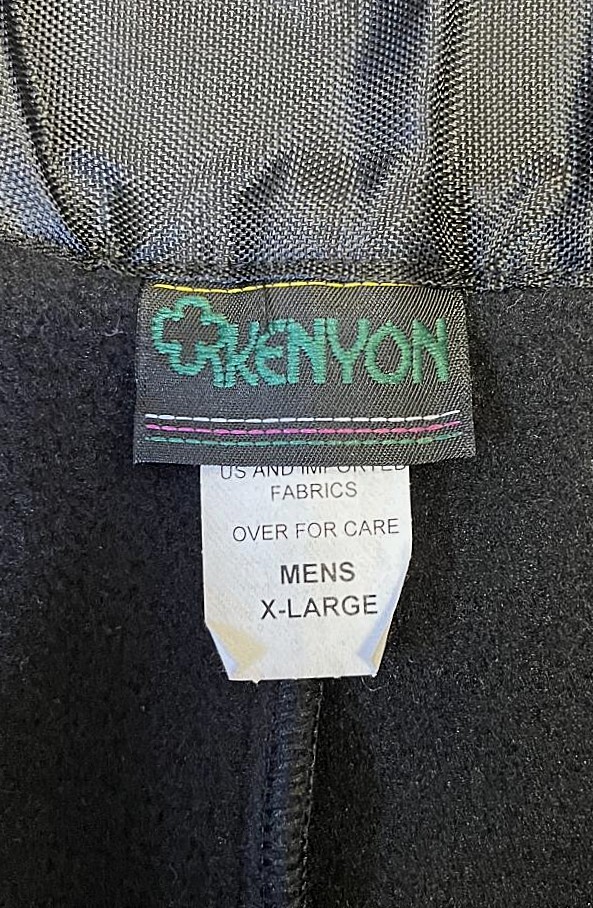 KENYON
US AND IMPORTED
FABRICS
OVER FOR CARE
MENS
X-LARGE